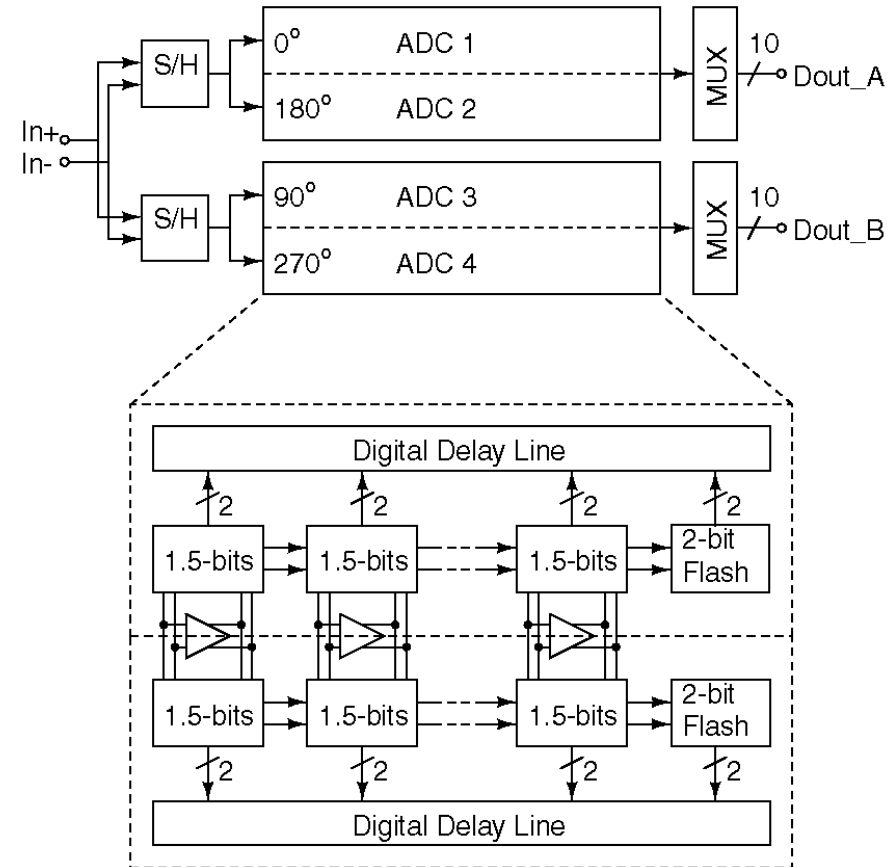 In+
In-
S/H
0° ADC 1
180° ADC 2
MUX
10
Dout_A
S/H
90° ADC 3
270° ADC 4
MUX
10
Dout_B
Digital Delay Line
2 2 2 2
1.5-bits 1.5-bits 1.5-bits 2-bit Flash
1.5-bits 1.5-bits 1.5-bits 2-bit Flash
2 2 2 2
Digital Delay Line